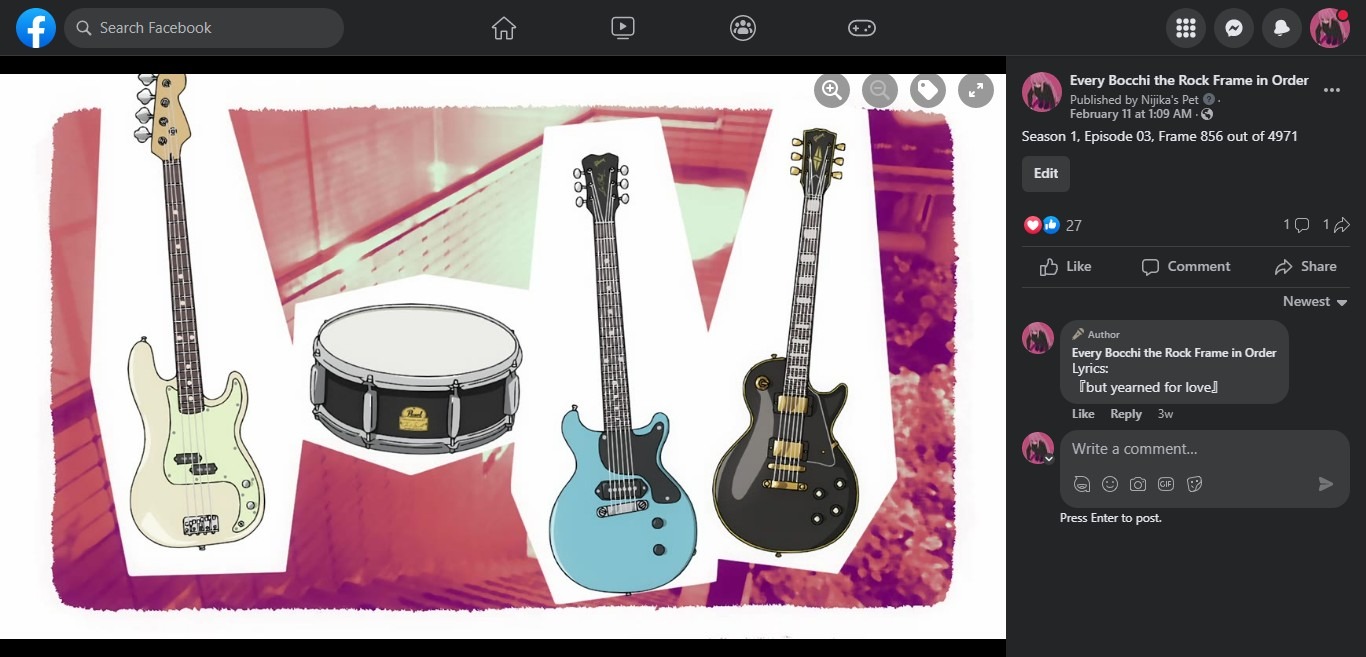 Search Facebook
Every Bocchi the Rock Frame in Order
Published by Nijika's Pet ·
February 11 at 1:09 AM ·
Season 1, Episode 03, Frame 856 out of 4971
Edit
27
1
1
Like
Comment
Share
Newest
Author
Every Bocchi the Rock Frame in Order
Lyrics:
『but yearned for love』
Like
Reply
3w
Write a comment...
GIF
Press Enter to post.
Pearl